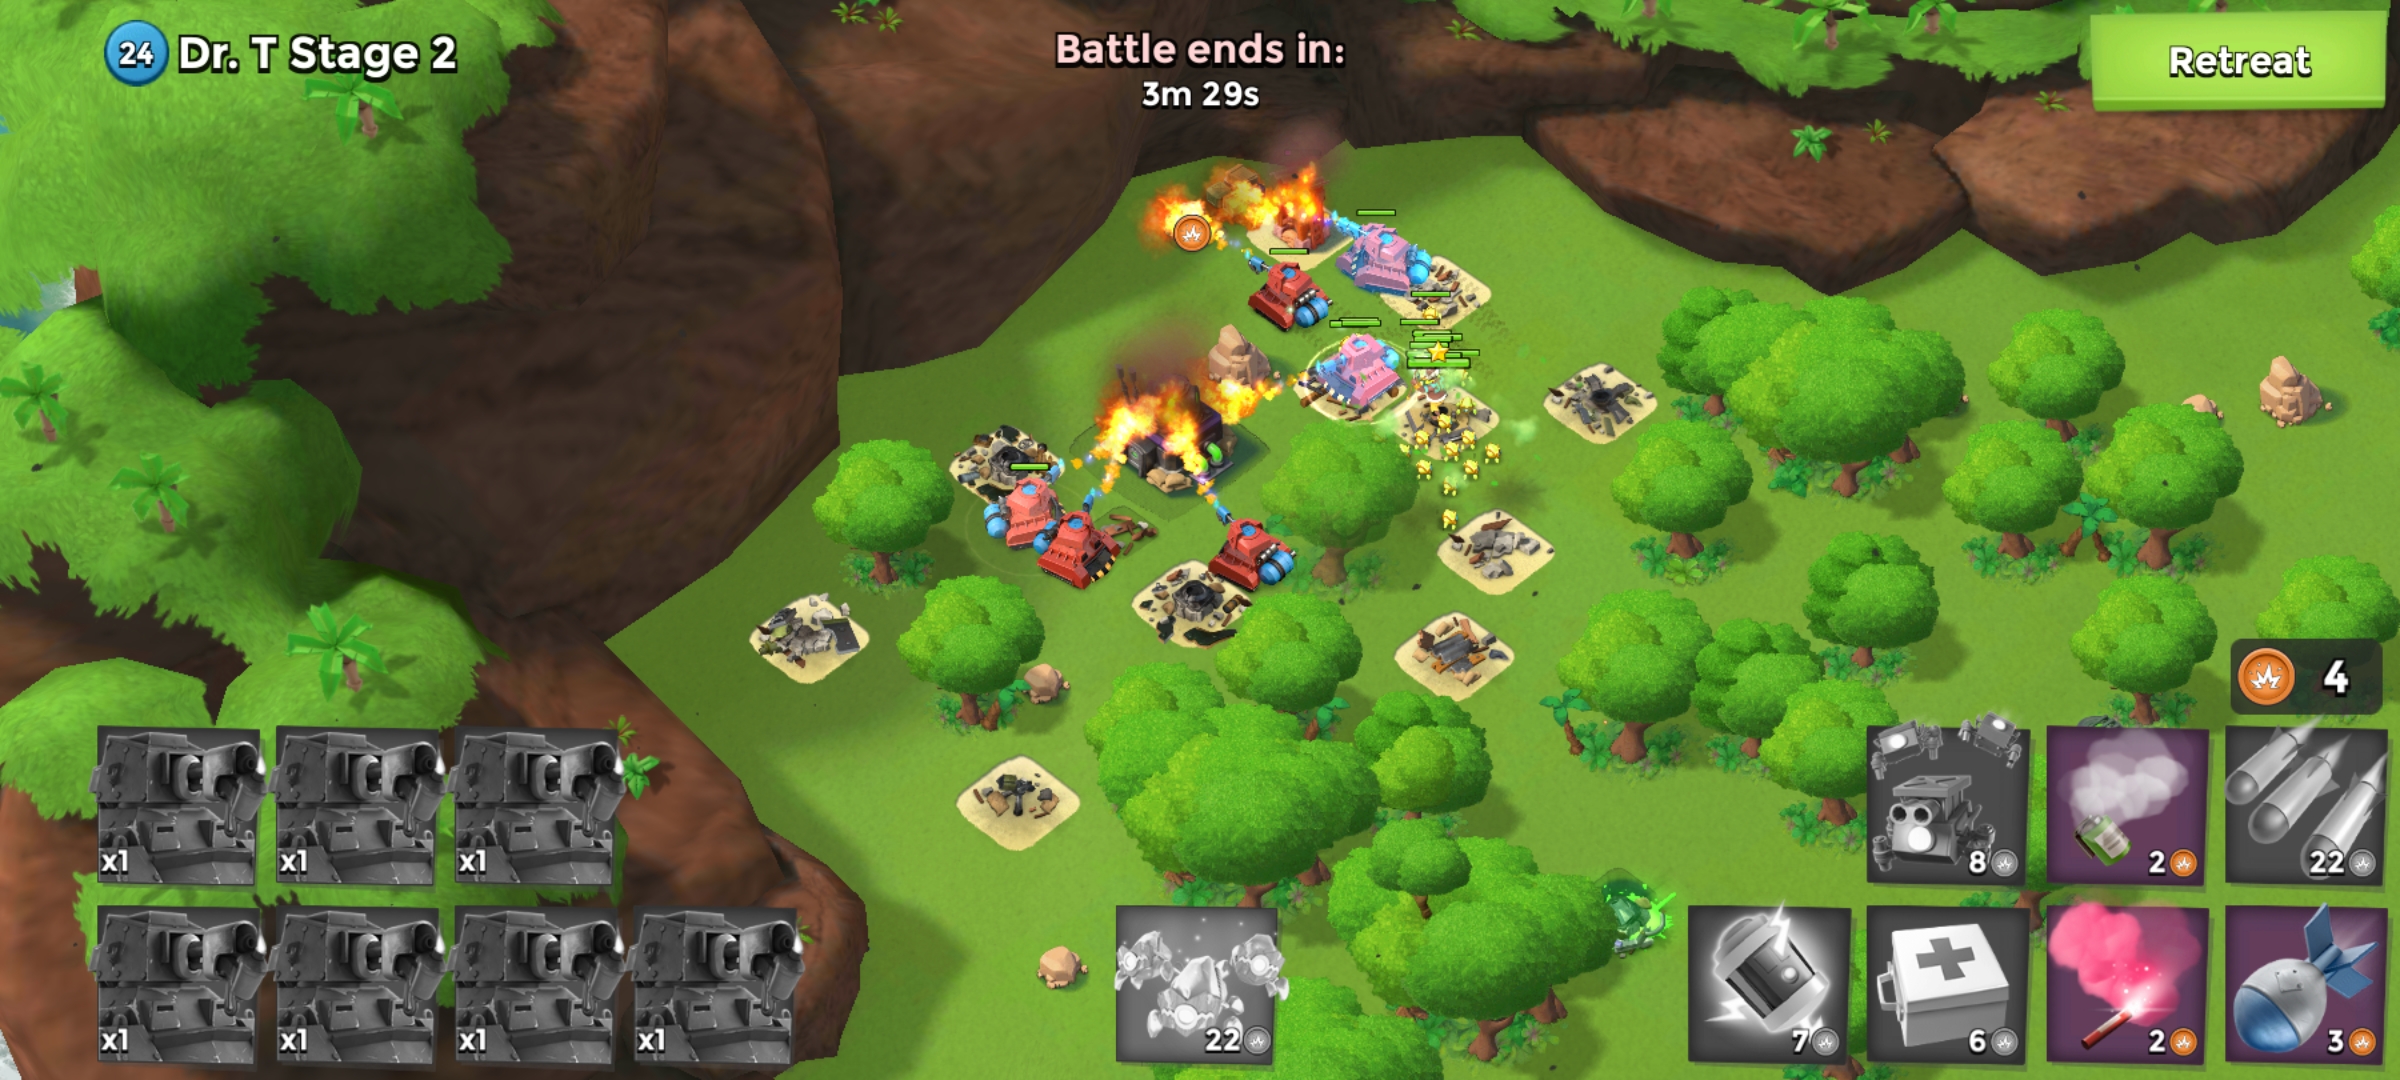 24 Dr. T Stage 2
Battle ends in:
3m 29s
Retreat
4
x1 x1 x1
8 2 22
x1 x1 x1 x1
22 7 6 2 3